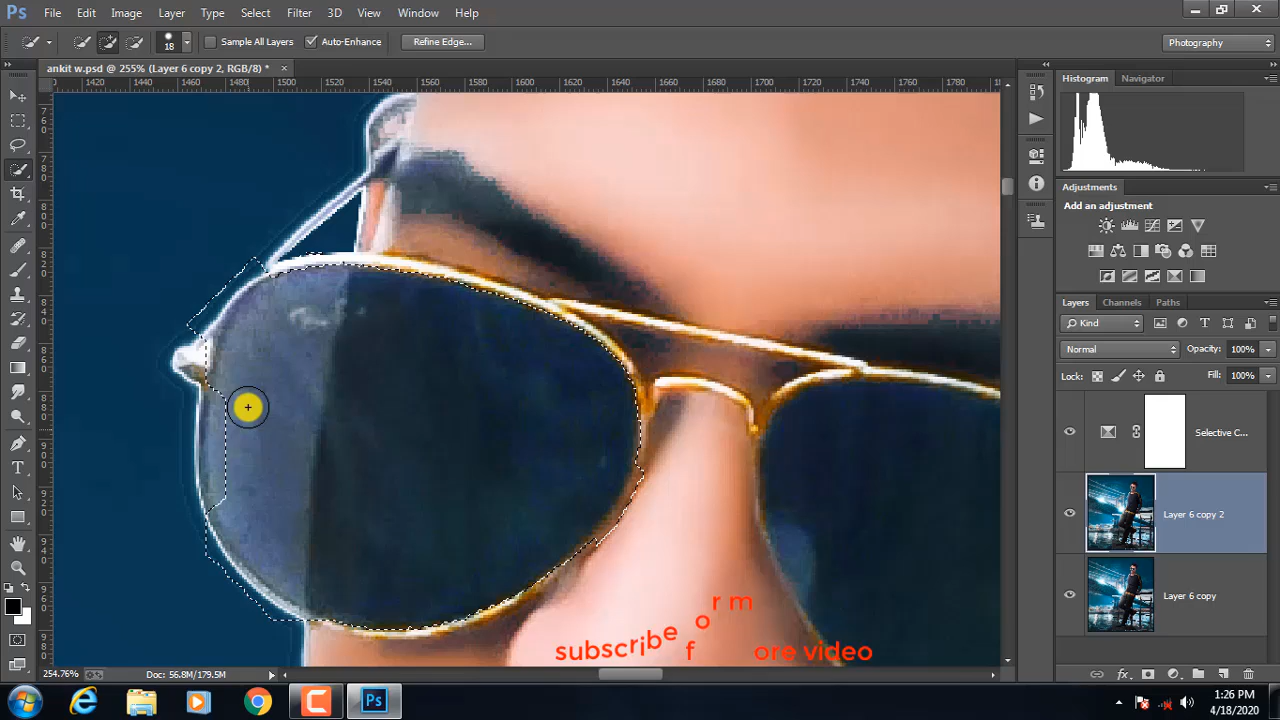 Ps File Edit Image Layer Type Select Filter 3D View Window Help
18 Sample All Layers Auto-Enhance Refine Edge... Photography
ankit w.psd @ 255% (Layer 6 copy 2, RGB/8) *
1420 1440 1460 1480 1500 1520 1540 1560 1580 1600 1620 1640 1660 1680 1700 1720 1740 1760 1780
Histogram Navigator
Adjustments
Add an adjustment
Layers Channels Paths
Kind
Normal Opacity: 100%
Lock: Fill: 100%
Selective C...
Layer 6 copy 2
Layer 6 copy
subscribe form
ore video
254.76% Doc: 56.8M/179.5M
Ps
1:26 PM
4/18/2020